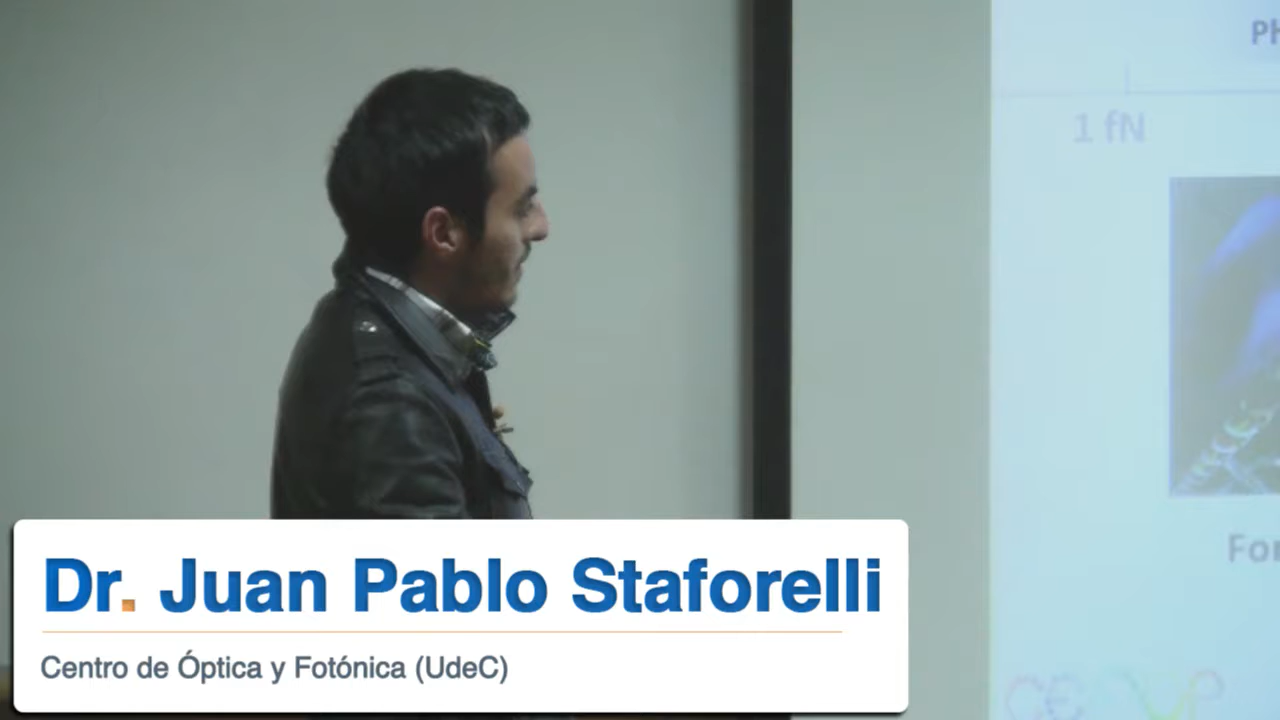 1 fN
Dr. Juan Pablo Staforelli
Centro de Óptica y Fotónica (UdeC)